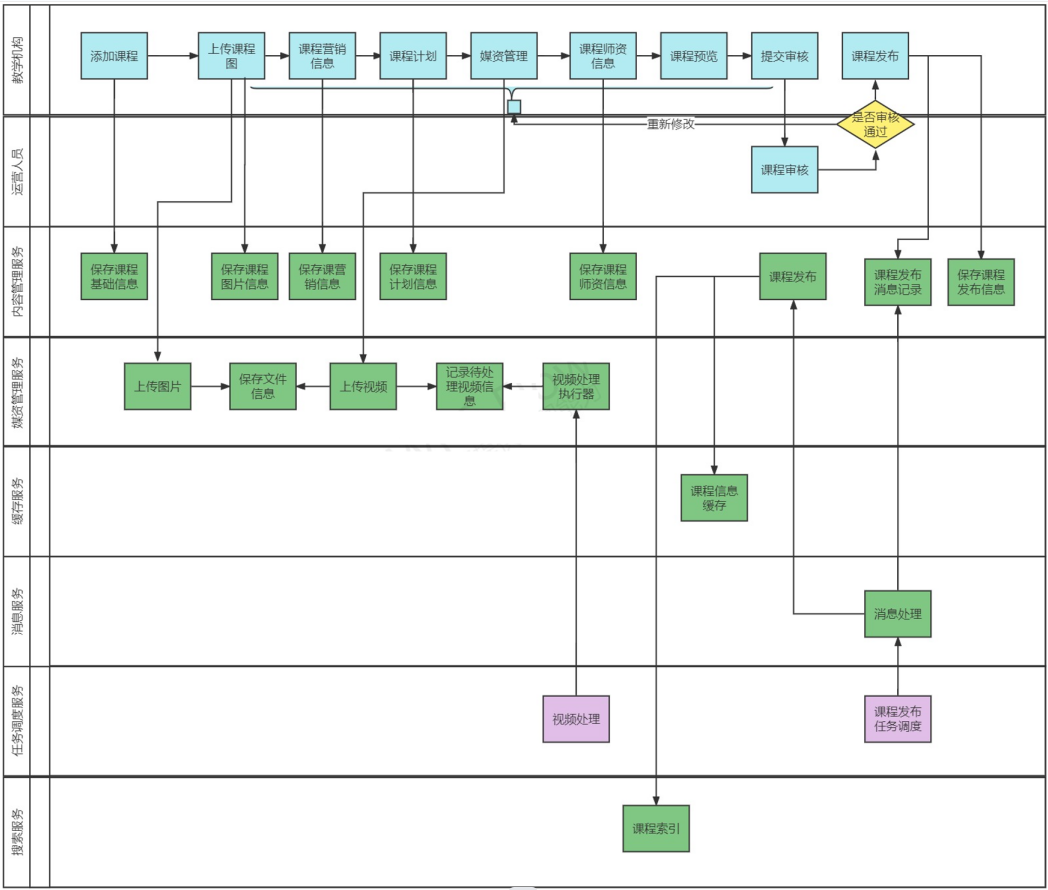 教学机构
添加课程
上传课程
图
课程营销
信息
课程计划
媒资管理
课程师资
信息
课程预览
提交审核
课程发布
运营人员
重新修改
是否审核
通过
课程审核
内容管理服务
保存课程
基础信息
保存课程
图片信息
保存课营
销信息
保存课程
计划信息
保存课程
师资信息
课程发布
课程发布
消息记录
保存课程
发布信息
媒资管理服务
上传图片
保存文件
信息
上传视频
记录待处
理视频信
息
视频处理
执行器
缓存服务
课程信息
缓存
消息服务
消息处理
任务调度服务
视频处理
课程发布
任务调度
搜索服务
课程索引